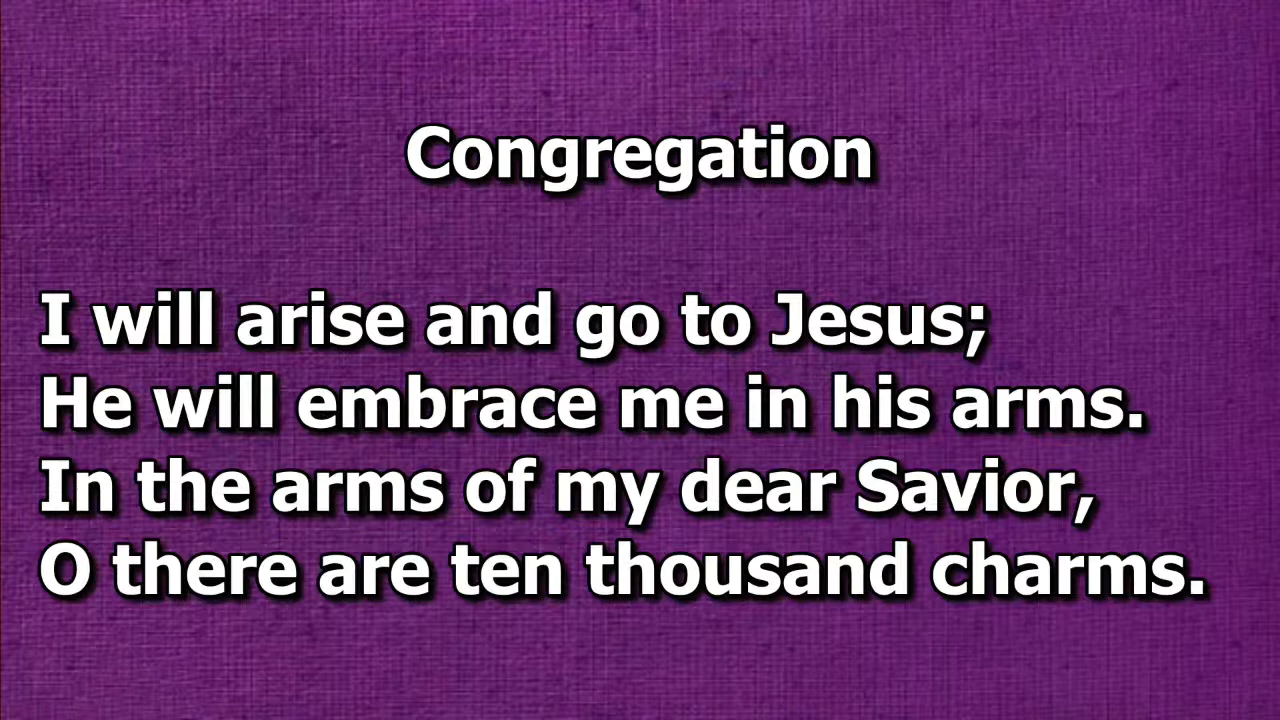 Congregation
I will arise and go to Jesus;
He will embrace me in his arms.
In the arms of my dear Savior,
O there are ten thousand charms.